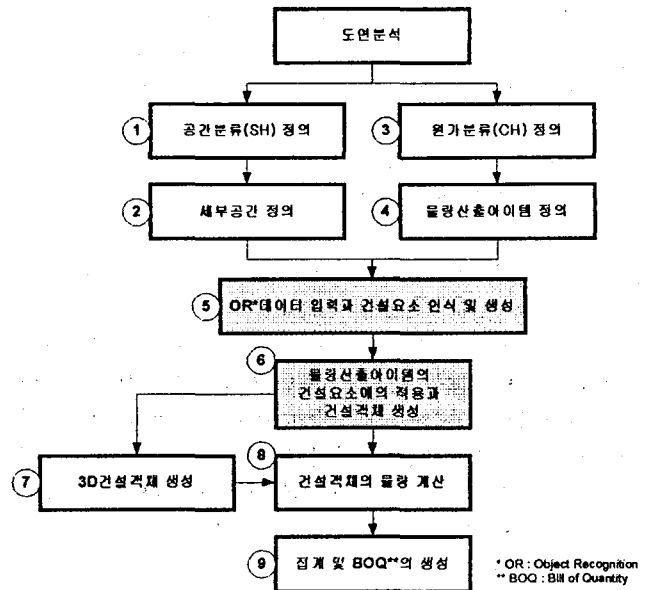 도면분석
① 공간분류(SH) 정의
③ 원가분류(CH) 정의
② 세부공간 정의
④ 물량산출아이템 정의
⑤ OR*데이터 입력과 건설요소 인식 및 생성
⑥ 물량산출아이템의
건설요소에의 적용과
건설객체 생성
⑦ 3D건설객체 생성
⑧ 건설객체의 물량 계산
⑨ 집계 및 BOQ**의 생성
* OR : Object Recognition
** BOQ : Bill of Quantity